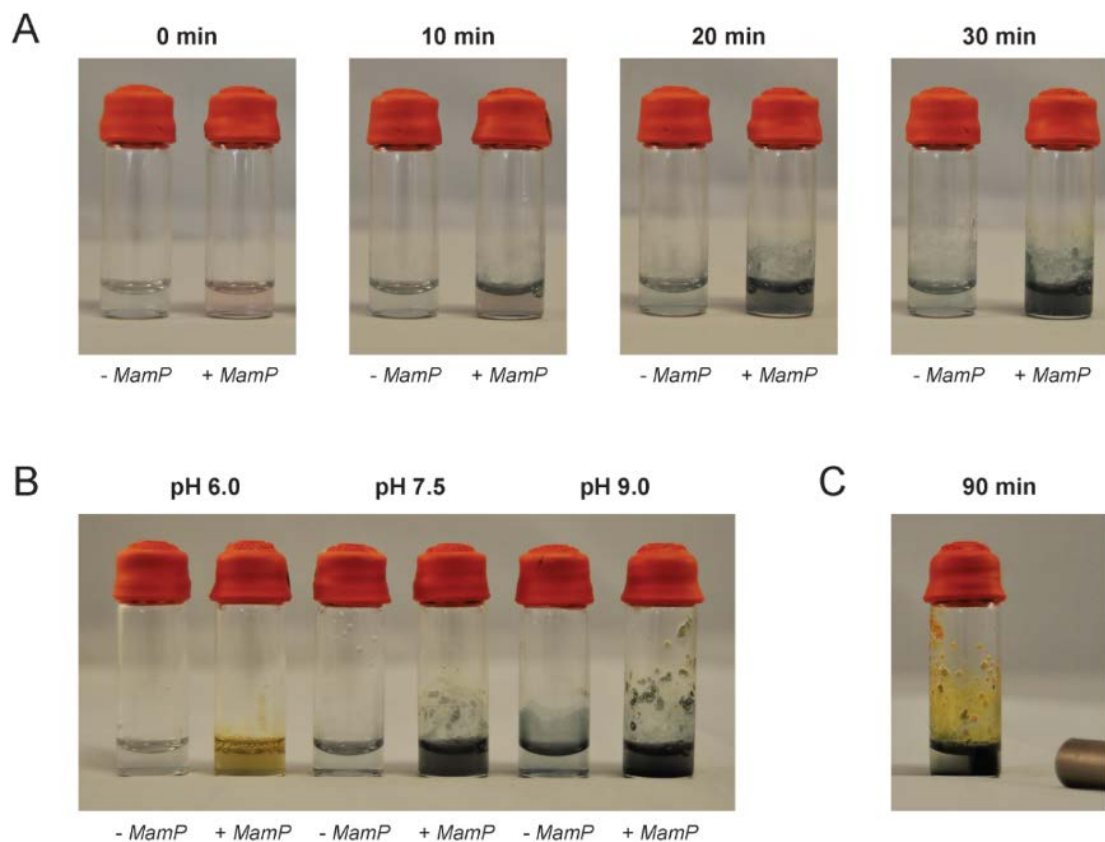 A
0 min 10 min 20 min 30 min
- MamP + MamP - MamP + MamP - MamP + MamP - MamP + MamP
B
pH 6.0 pH 7.5 pH 9.0
C
90 min
- MamP + MamP - MamP + MamP - MamP + MamP